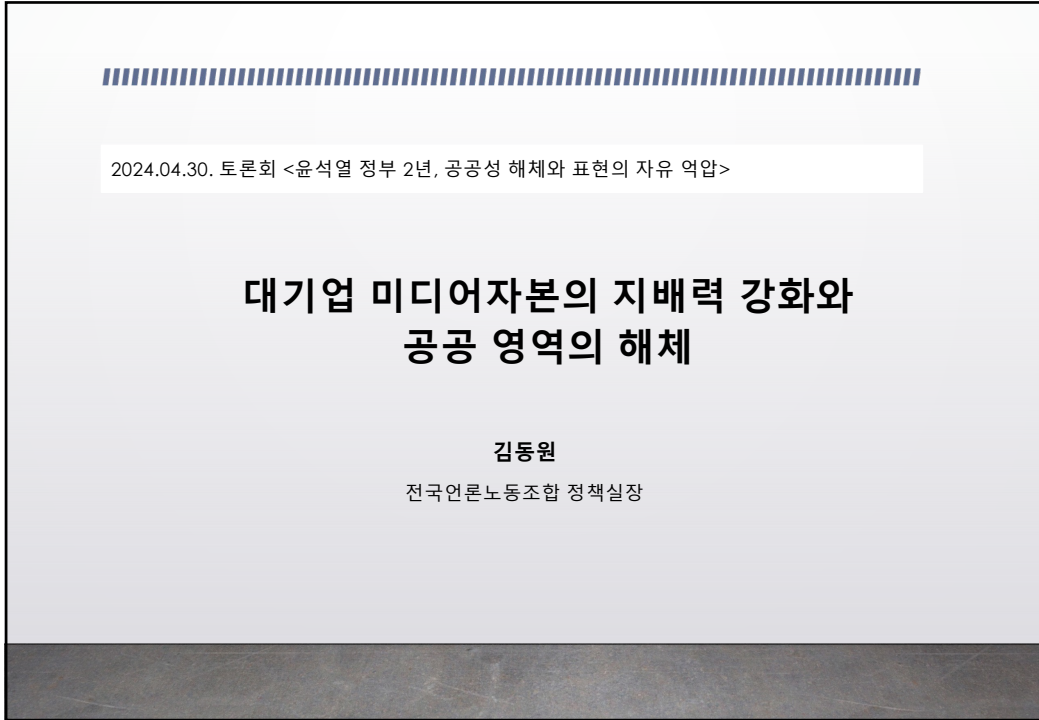 2024.04.30. 토론회 <윤석열 정부 2년, 공공성 해체와 표현의 자유 억압>
대기업 미디어자본의 지배력 강화와
공공 영역의 해체
김동원
전국언론노동조합 정책실장